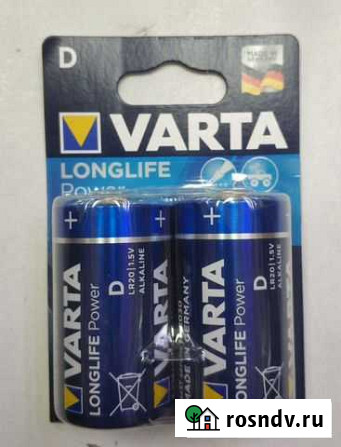 D
MADE IN GERMANY
VARTA
LONGLIFE
Power
+
+
VARTA
LONGLIFE Power
D
LR20 | 1.5V
ALKALINE
MADE IN GERMANY
VARTA
LONGLIFE Power
D
LR20 | 1.5V
ALKALINE
rosndv.ru